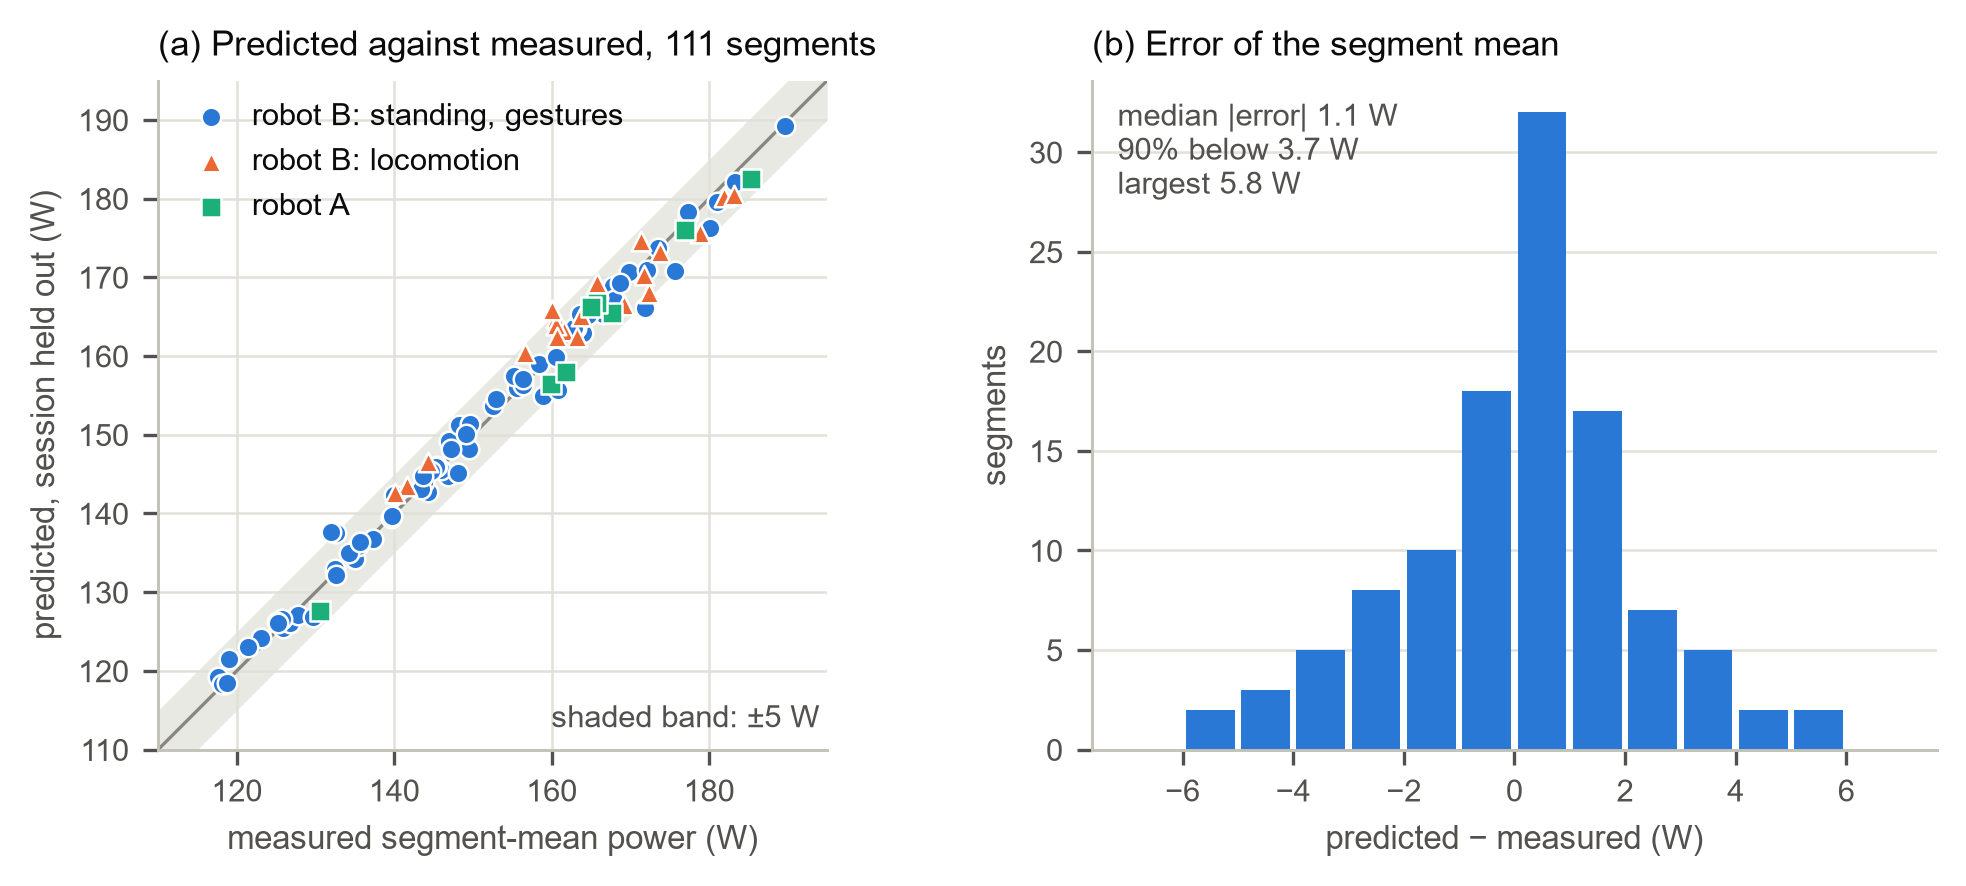 (a) Predicted against measured, 111 segments
robot B: standing, gestures
robot B: locomotion
robot A
shaded band: ±5 W
190
180
170
160
150
140
130
120
110
120
140
160
180
predicted, session held out (W)
measured segment-mean power (W)
(b) Error of the segment mean
median |error| 1.1 W
90% below 3.7 W
largest 5.8 W
30
25
20
15
10
5
0
−6
−4
−2
0
2
4
6
segments
predicted − measured (W)